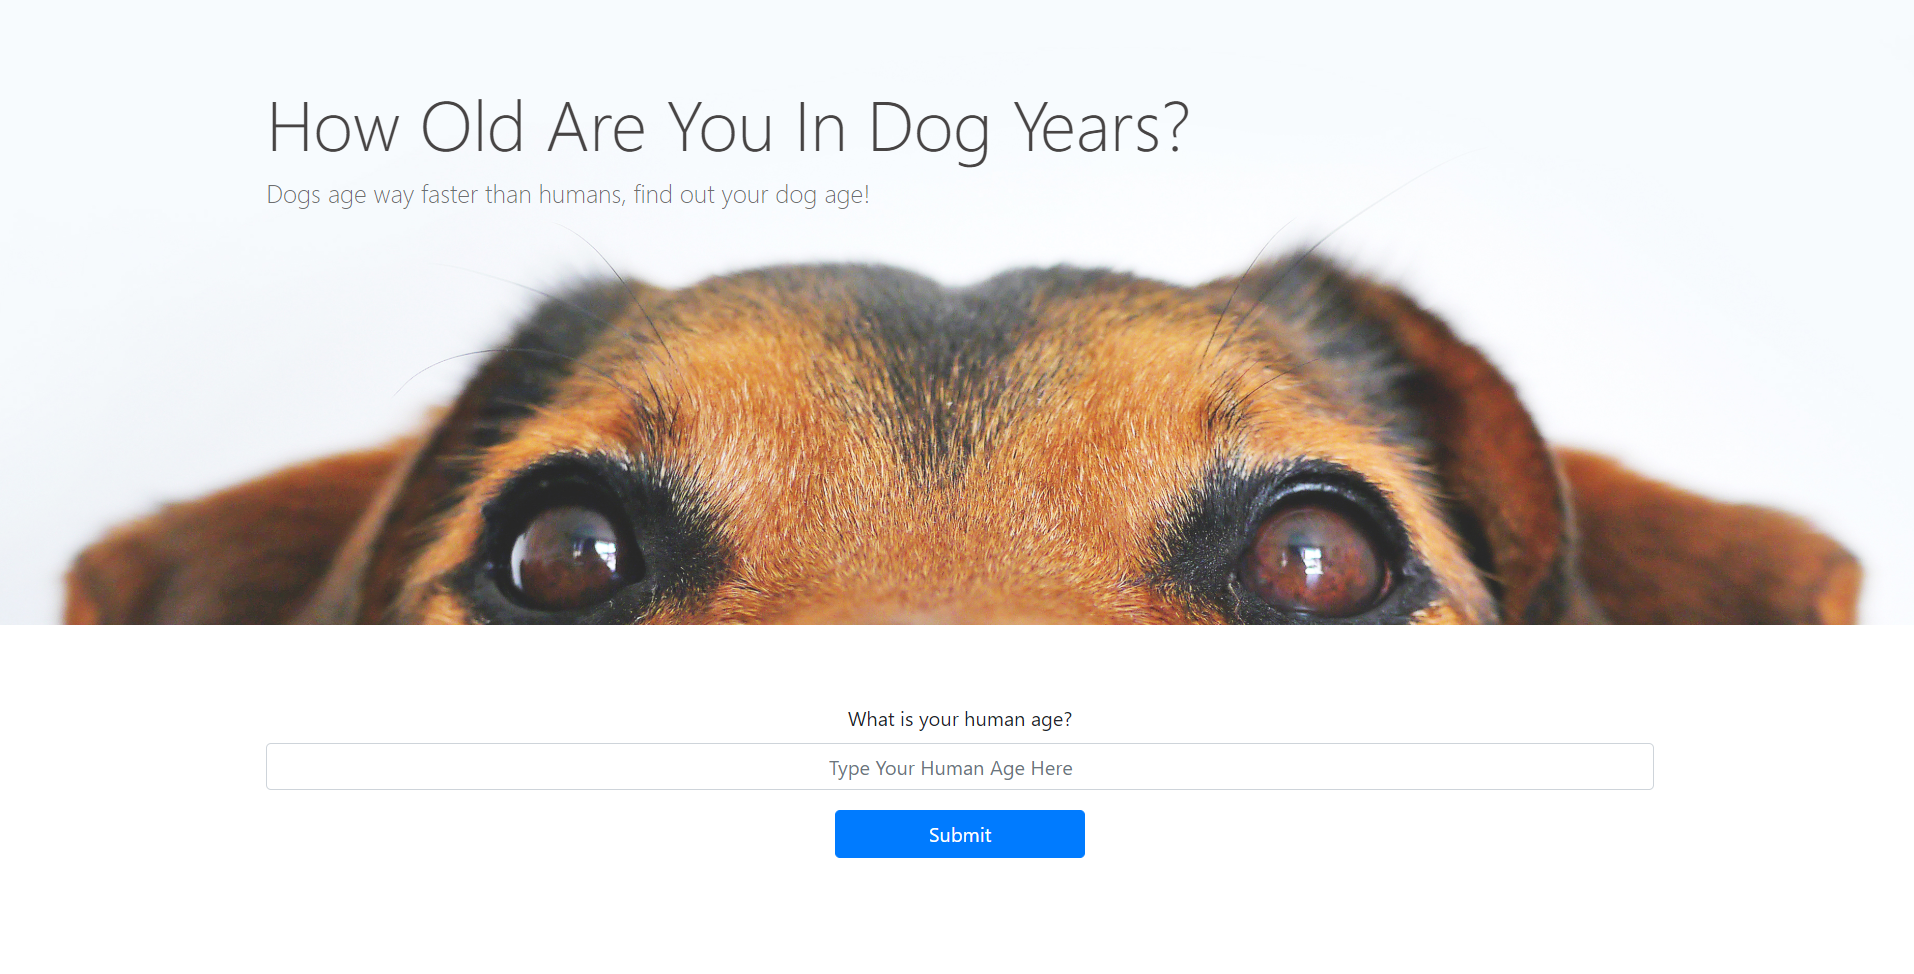 How Old Are You In Dog Years?
Dogs age way faster than humans, find out your dog age!
What is your human age?
Type Your Human Age Here
Submit